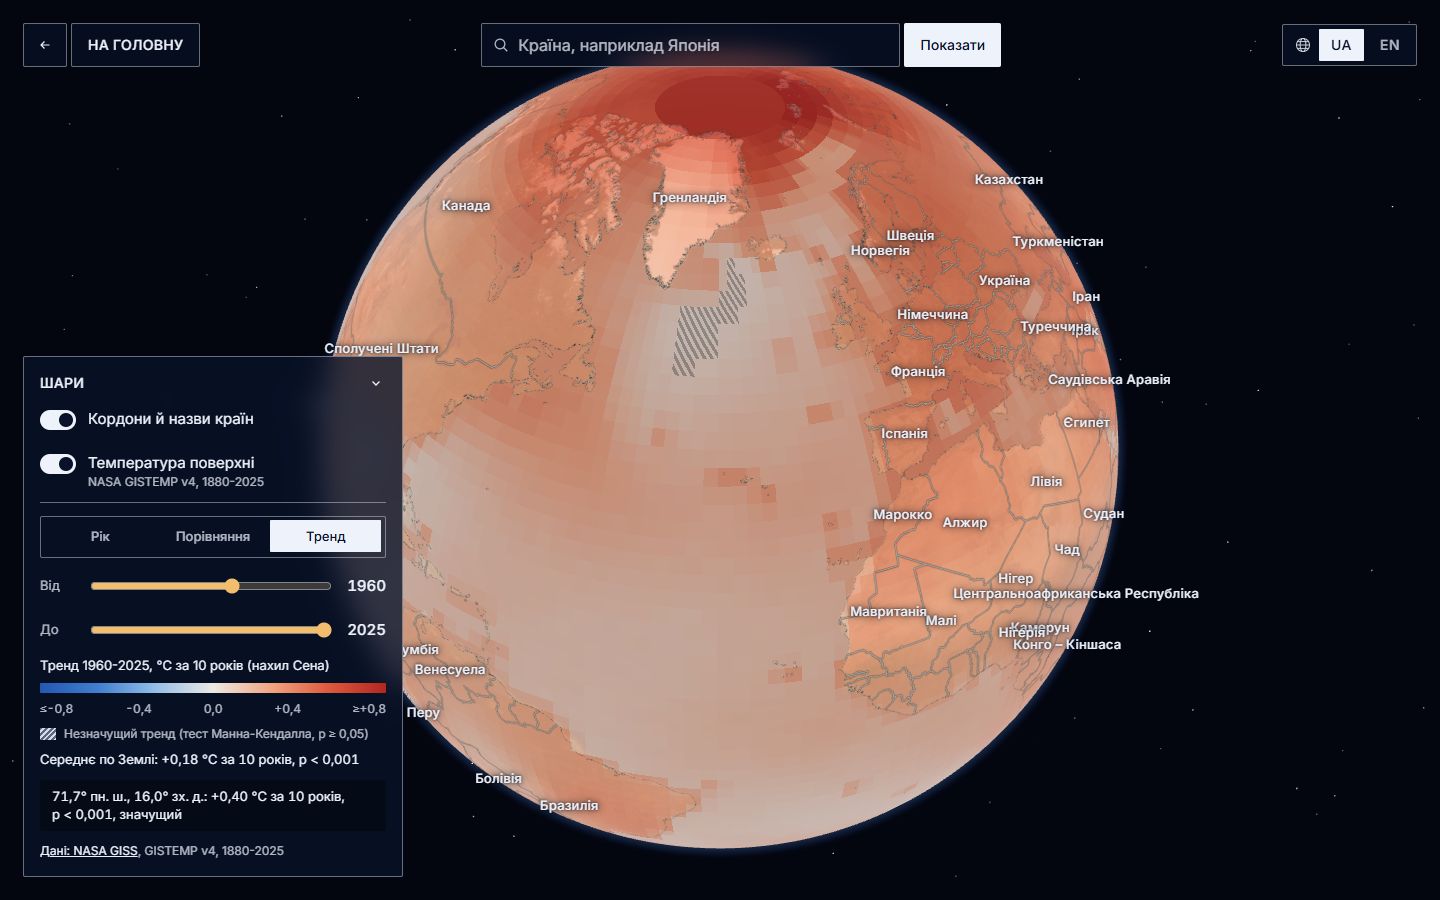 ← НА ГОЛОВНУ
Країна, наприклад Японія
Показати
UA EN
Казахстан
Гренландія
Канада
Швеція
Туркменістан
Норвегія
Україна
Іран
Німеччина
Туреччина
Ірак
Сполучені Штати
Франція
Саудівська Аравія
Єгипет
Іспанія
Лівія
Марокко
Алжир
Судан
Чад
Нігер
Центральноафриканська Республіка
Мавританія
Малі
Камерун
Нігерія
Конго – Кіншаса
умбія
Венесуела
Перу
Болівія
Бразилія
ШАРИ
Кордони й назви країн
Температура поверхні
NASA GISTEMP v4, 1880-2025
Рік Порівняння Тренд
Від 1960
До 2025
Тренд 1960-2025, °C за 10 років (нахил Сена)
≤-0,8 -0,4 0,0 +0,4 ≥+0,8
Незначущий тренд (тест Манна-Кендалла, p ≥ 0,05)
Середнє по Землі: +0,18 °C за 10 років, p < 0,001
71,7° пн. ш., 16,0° зх. д.: +0,40 °C за 10 років,
p < 0,001, значущий
Дані: NASA GISS, GISTEMP v4, 1880-2025